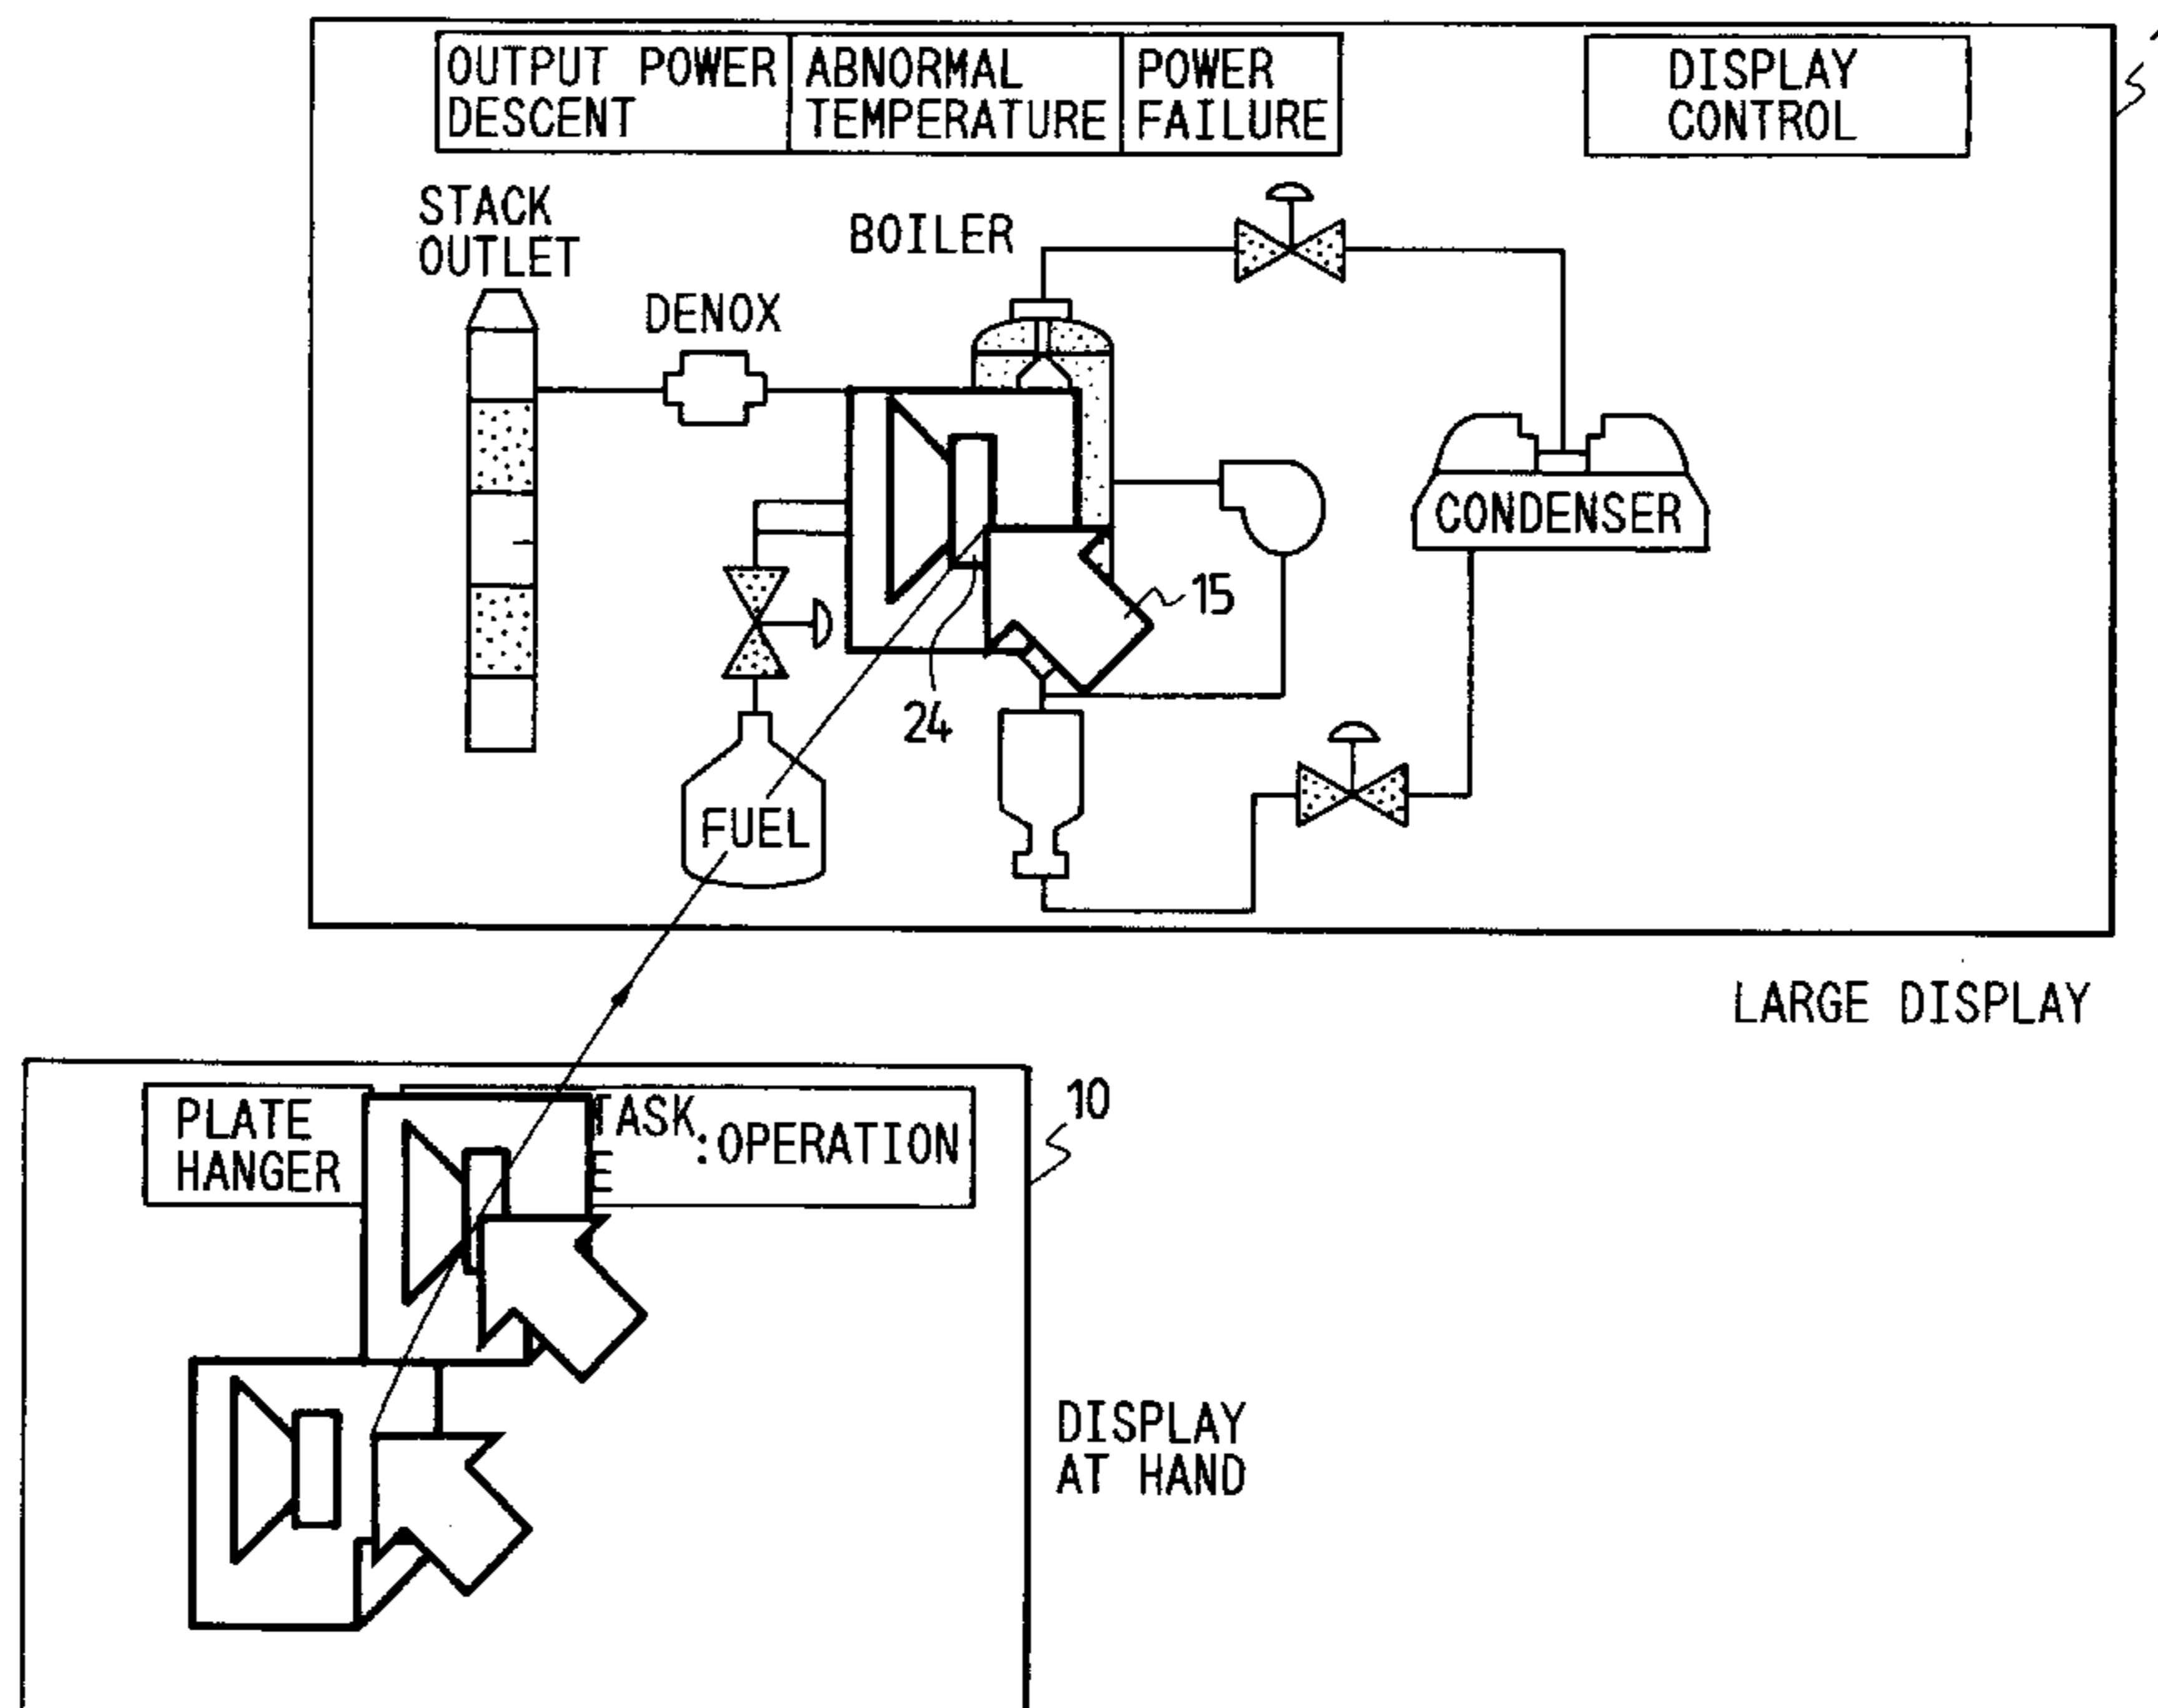 OUTPUT POWER
DESCENT
ABNORMAL
TEMPERATURE
POWER
FAILURE
DISPLAY
CONTROL
STACK
OUTLET
BOILER
DENOX
CONDENSER
15
24
FUEL
LARGE DISPLAY
PLATE
HANGER
TASK
E
:OPERATION
10
DISPLAY
AT HAND